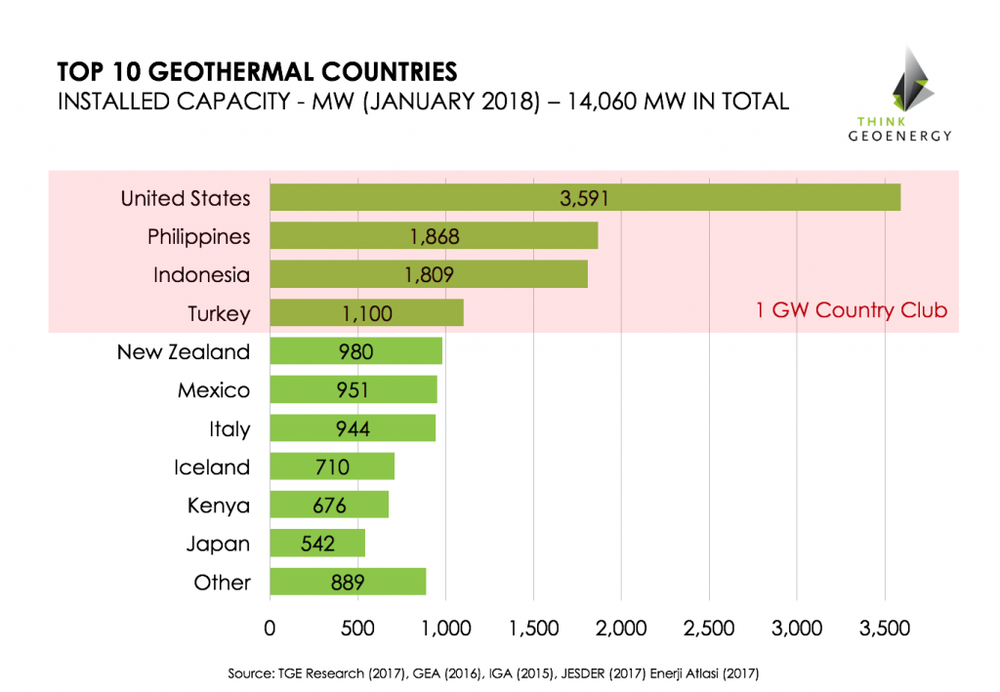 TOP 10 GEOTHERMAL COUNTRIES
INSTALLED CAPACITY - MW (JANUARY 2018) – 14,060 MW IN TOTAL
THINK
GEOENERGY
United States 3,591
Philippines 1,868
Indonesia 1,809
Turkey 1,100
1 GW Country Club
New Zealand 980
Mexico 951
Italy 944
Iceland 710
Kenya 676
Japan 542
Other 889
0 500 1,000 1,500 2,000 2,500 3,000 3,500
Source: TGE Research (2017), GEA (2016), IGA (2015), JESDER (2017) Enerji Atlasi (2017)